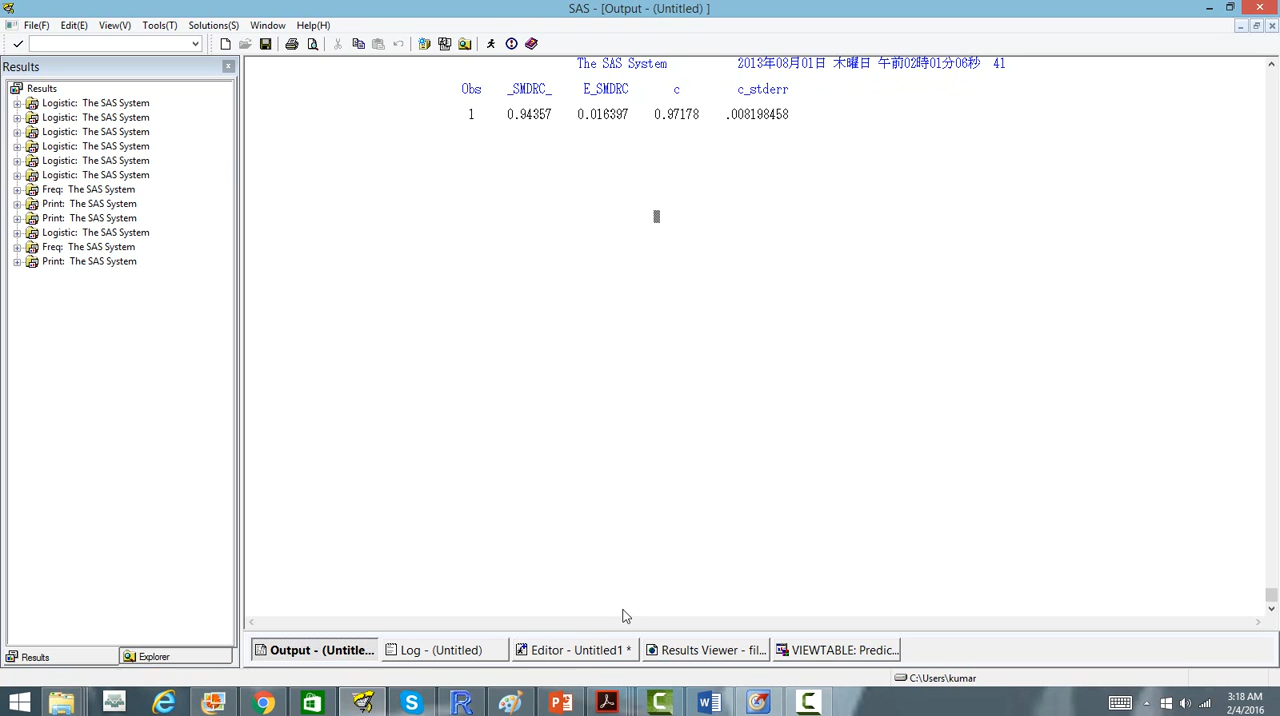 SAS - [Output - (Untitled) ]
File(F) Edit(E) View(V) Tools(T) Solutions(S) Window Help(H)
Results
Results
Logistic: The SAS System
Logistic: The SAS System
Logistic: The SAS System
Logistic: The SAS System
Logistic: The SAS System
Logistic: The SAS System
Freq: The SAS System
Print: The SAS System
Print: The SAS System
Logistic: The SAS System
Freq: The SAS System
Print: The SAS System
The SAS System 2013年08月01日 木曜日 午前02時01分06秒 41
Obs _SMDRC_ E_SMDRC c c_stderr
1 0.94357 0.016397 0.97178 .008198458
Results Explorer
Output - (Untitle... Log - (Untitled) Editor - Untitled1 * Results Viewer - fil... VIEWTABLE: Predic...
C:\Users\kumar
3:18 AM
2/4/2016